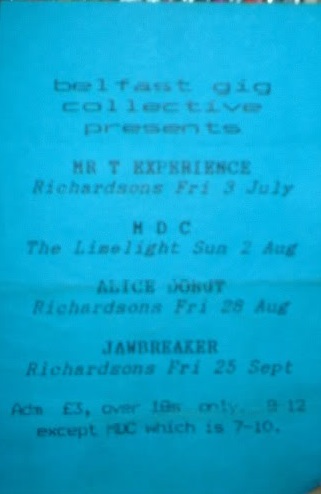 belfast gig
collective
presents
MR T EXPERIENCE
Richardsons Fri 3 July
M D C
The Limelight Sun 2 Aug
ALICE DONUT
Richardsons Fri 28 Aug
JAWBREAKER
Richardsons Fri 25 Sept
Adm £3, over 18s only. 9-12
except MDC which is 7-10.